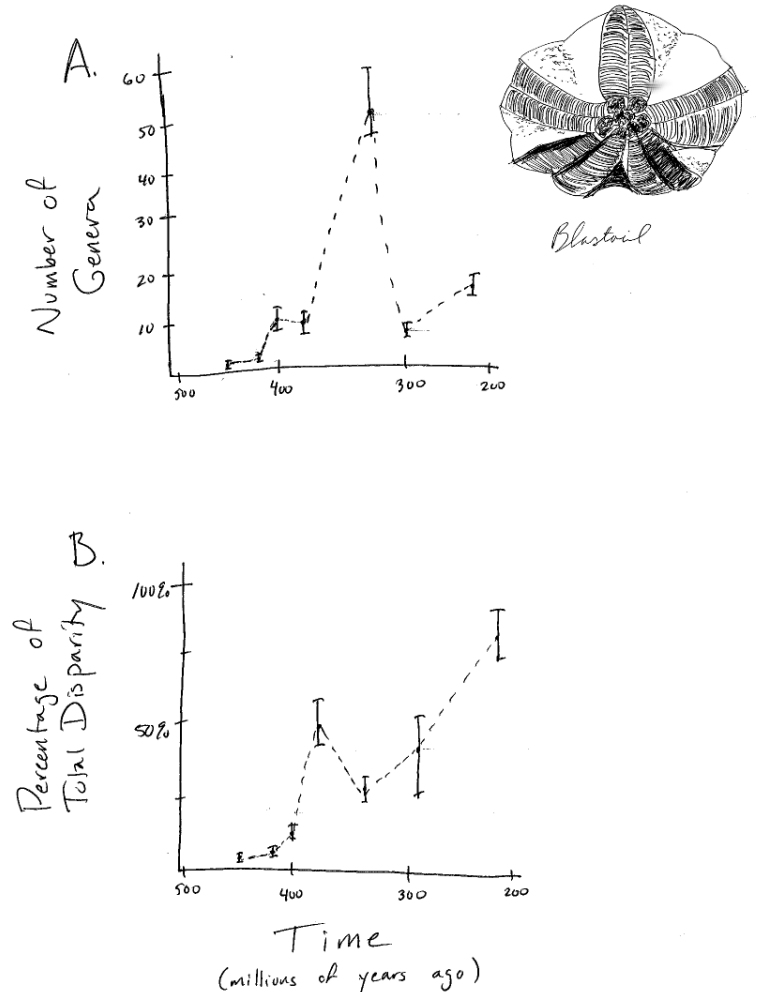 A.
Number of
Genera
60
50
40
30
20
10
500
400
300
200
Blastoid
B.
Percentage of
Total Disparity
100%
50%
500
400
300
200
Time
(millions of years ago)